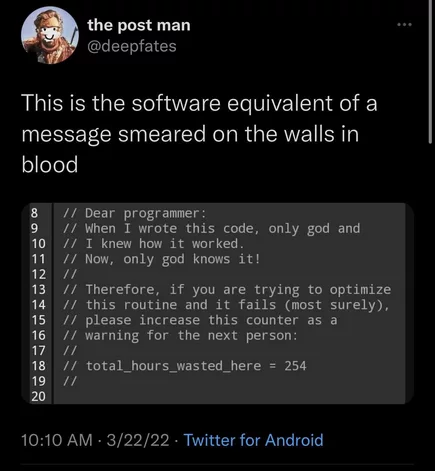 the post man
@deepfates
This is the software equivalent of a
message smeared on the walls in
blood
8 // Dear programmer:
9 // When I wrote this code, only god and
10 // I knew how it worked.
11 // Now, only god knows it!
12 //
13 // Therefore, if you are trying to optimize
14 // this routine and it fails (most surely),
15 // please increase this counter as a
16 // warning for the next person:
17 //
18 // total_hours_wasted_here = 254
19 //
20
10:10 AM · 3/22/22 · Twitter for Android